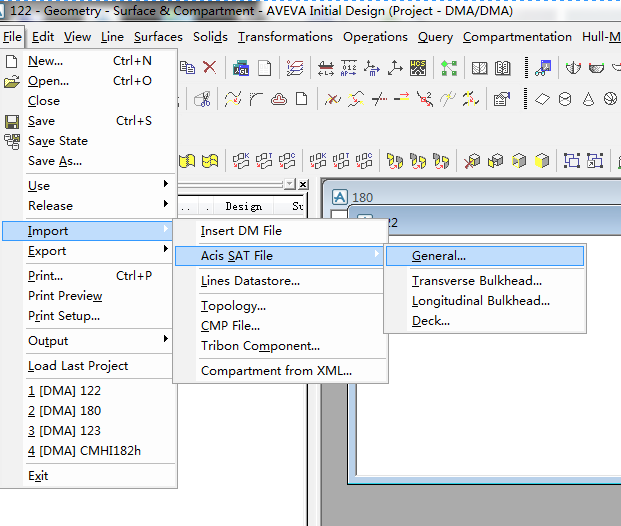 122 - Geometry - Surface & Compartment - AVEVA Initial Design (Project - DMA/DMA)
File Edit View Line Surfaces Solids Transformations Operations Query Compartmentation Hull-M
New... Ctrl+N
Open... Ctrl+O
Close
Save Ctrl+S
Save State
Save As...
Use
Release
.. . Design Su
180
Import
Insert DM File
22
Export
Acis SAT File
General...
Print... Ctrl+P
Lines Datastore...
Transverse Bulkhead...
Print Preview
Topology...
Longitudinal Bulkhead...
Print Setup...
CMP File...
Deck...
Output
Tribon Component...
Load Last Project
Compartment from XML...
1 [DMA] 122
2 [DMA] 180
3 [DMA] 123
4 [DMA] CMHI182h
Exit